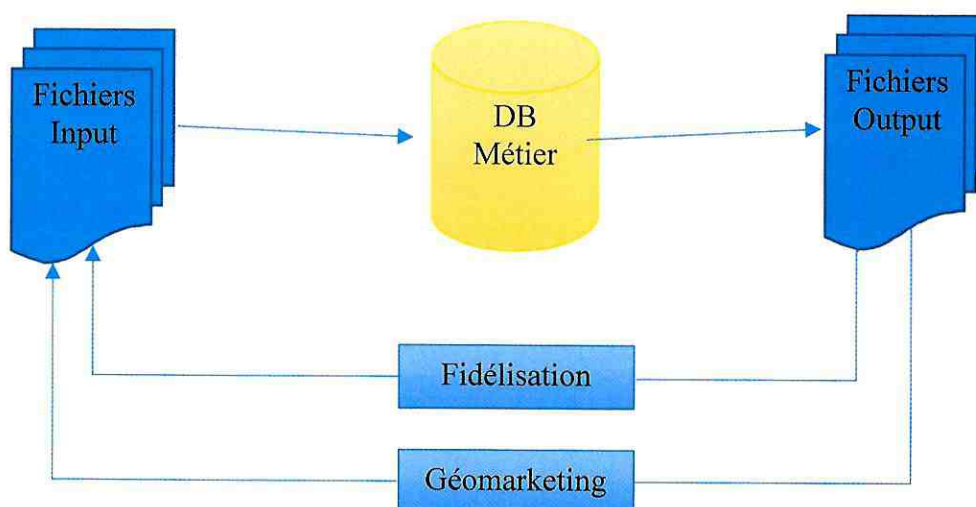 Fichiers
Input
DB
Métier
Fichiers
Output
Fidélisation
Géomarketing